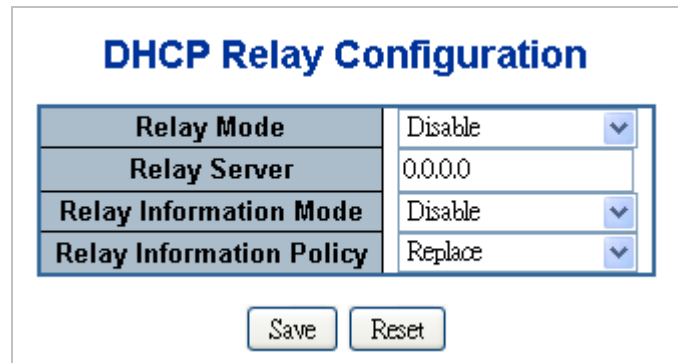 DHCP Relay Configuration
Relay Mode Disable
Relay Server 0.0.0.0
Relay Information Mode Disable
Relay Information Policy Replace
Save Reset